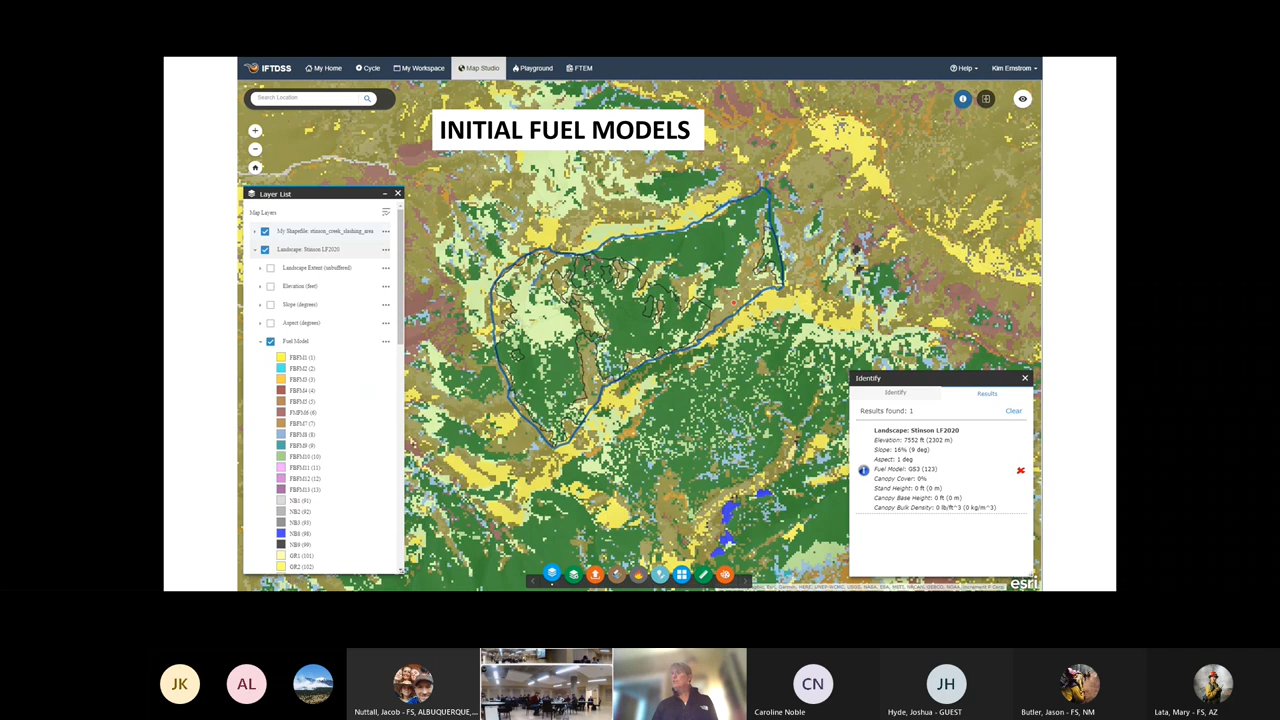 IFTDSS My Home Cycle My Workspace Map Studio Playground FTEM Help Kim Ernstrom
Search Location
INITIAL FUEL MODELS
Layer List
Map Layers
My Shapefile: stinson_creek_slashing_area
Landscape: Stinson LF2020
Landscape Extent (unbuffered)
Elevation (feet)
Slope (degrees)
Aspect (degrees)
Fuel Model
FBFM1 (1)
FBFM2 (2)
FBFM3 (3)
FBFM4 (4)
FBFM5 (5)
FMFM6 (6)
FBFM7 (7)
FBFM8 (8)
FBFM9 (9)
FBFM10 (10)
FBFM11 (11)
FBFM12 (12)
FBFM13 (13)
NB1 (91)
NB2 (92)
NB3 (93)
NB8 (98)
NB9 (99)
GR1 (101)
GR2 (102)
Identify
Identify Results
Results found: 1 Clear
Landscape: Stinson LF2020
Elevation: 7552 ft (2302 m)
Slope: 16% (9 deg)
Aspect: 1 deg
Fuel Model: GS3 (123)
Canopy Cover: 0%
Stand Height: 0 ft (0 m)
Canopy Base Height: 0 ft (0 m)
Canopy Bulk Density: 0 lb/ft^3 (0 kg/m^3)
esri
JK AL CN JH
Nuttall, Jacob - FS, ALBUQUERQUE,... Caroline Noble Hyde, Joshua - GUEST Butler, Jason - FS, NM Lata, Mary - FS, AZ